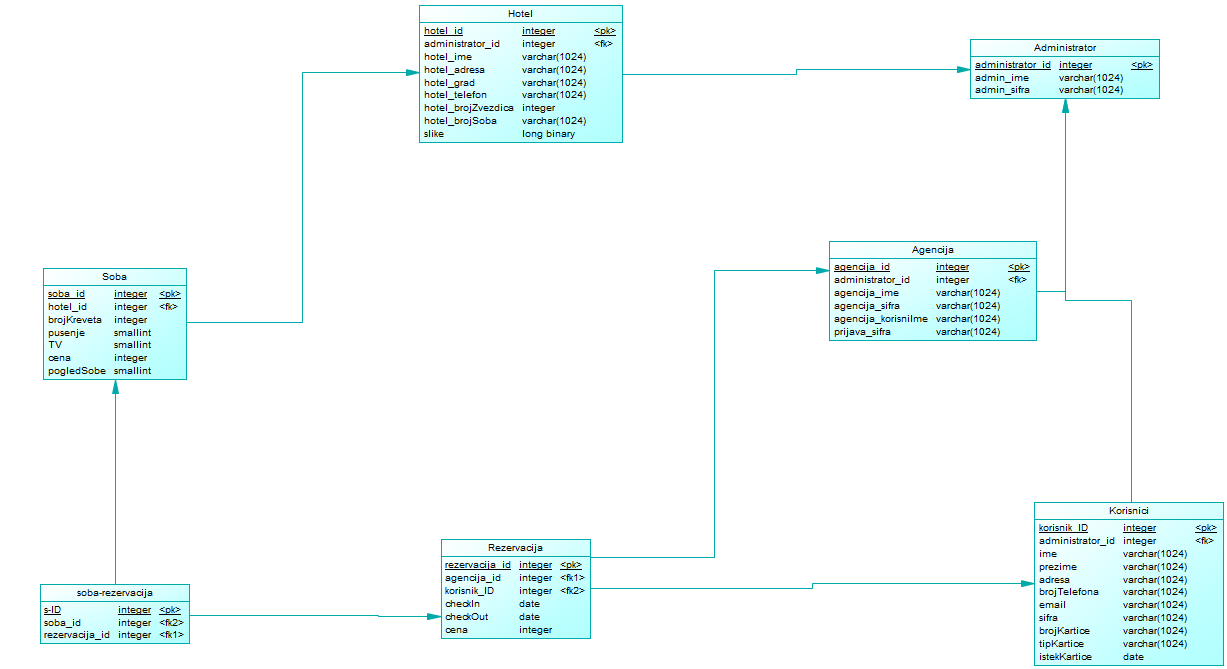 Hotel
hotel_id integer <pk>
administrator_id integer <fk>
hotel_ime varchar(1024)
hotel_adresa varchar(1024)
hotel_grad varchar(1024)
hotel_telefon varchar(1024)
hotel_brojZvezdica integer
hotel_brojSoba varchar(1024)
slike long binary
Administrator
administrator_id integer <pk>
admin_ime varchar(1024)
admin_sifra varchar(1024)
Agencija
agencija_id integer <pk>
administrator_id integer <fk>
agencija_ime varchar(1024)
agencija_sifra varchar(1024)
agencija_korisnilme varchar(1024)
prijava_sifra varchar(1024)
Soba
soba_id integer <pk>
hotel_id integer <fk>
brojKreveta integer
pusenje smallint
TV smallint
cena integer
pogledSobe smallint
Korisnici
korisnik_ID integer <pk>
administrator_id integer <fk>
ime varchar(1024)
prezime varchar(1024)
adresa varchar(1024)
brojTelefona varchar(1024)
email varchar(1024)
sifra varchar(1024)
brojKartice varchar(1024)
tipKartice varchar(1024)
istekKartice date
Rezervacija
rezervacija_id integer <pk>
agencija_id integer <fk1>
korisnik_ID integer <fk2>
checkIn date
checkOut date
cena integer
soba-rezervacija
s-ID integer <pk>
soba_id integer <fk2>
rezervacija_id integer <fk1>